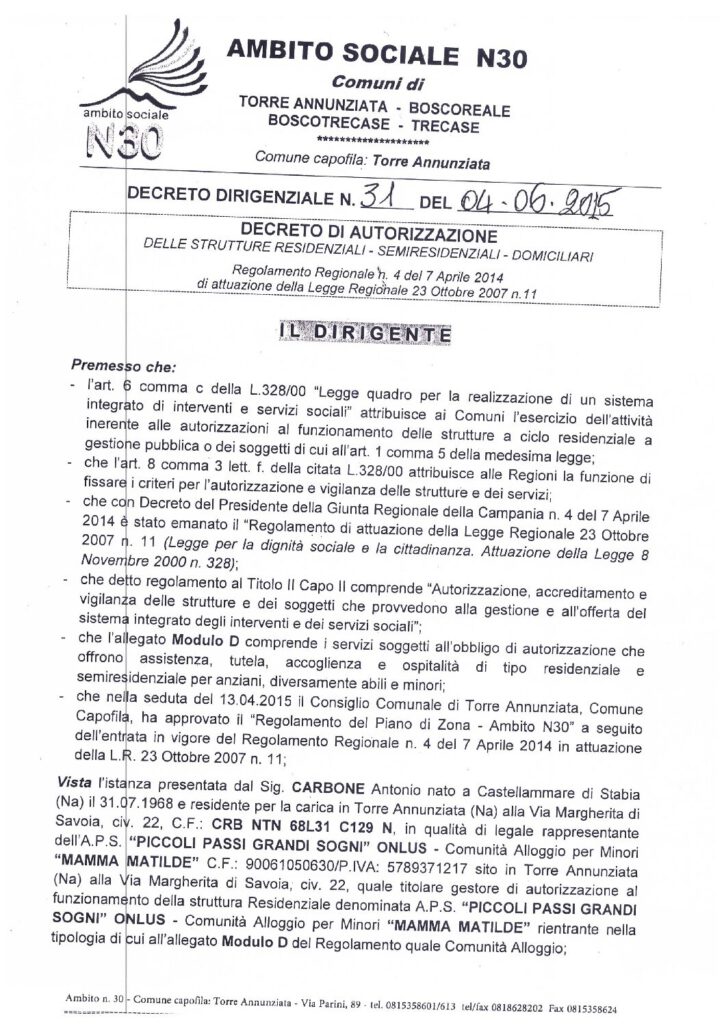 AMBITO SOCIALE N30
Comuni di
TORRE ANNUNZIATA - BOSCOREALE
BOSCOTRECASE - TRECASE
********************
Comune capofila: Torre Annunziata
ambito sociale
N30
DECRETO DIRIGENZIALE N. 31 DEL 04-06-2015
DECRETO DI AUTORIZZAZIONE
DELLE STRUTTURE RESIDENZIALI - SEMIRESIDENZIALI - DOMICILIARI
Regolamento Regionale n. 4 del 7 Aprile 2014
di attuazione della Legge Regionale 23 Ottobre 2007 n.11
IL DIRIGENTE
Premesso che:
- l'art. 6 comma c della L.328/00 “Legge quadro per la realizzazione di un sistema
integrato di interventi e servizi sociali” attribuisce ai Comuni l'esercizio dell'attività
inerente alle autorizzazioni al funzionamento delle strutture a ciclo residenziale a
gestione pubblica o dei soggetti di cui all'art. 1 comma 5 della medesima legge;
- che l'art. 8 comma 3 lett. f. della citata L.328/00 attribuisce alle Regioni la funzione di
fissare i criteri per l'autorizzazione e vigilanza delle strutture e dei servizi;
- che con Decreto del Presidente della Giunta Regionale della Campania n. 4 del 7 Aprile
2014 è stato emanato il “Regolamento di attuazione della Legge Regionale 23 Ottobre
2007 n. 11 (Legge per la dignità sociale e la cittadinanza. Attuazione della Legge 8
Novembre 2000 n. 328);
- che detto regolamento al Titolo II Capo II comprende “Autorizzazione, accreditamento e
vigilanza delle strutture e dei soggetti che provvedono alla gestione e all'offerta del
sistema integrato degli interventi e dei servizi sociali”;
- che l'allegato Modulo D comprende i servizi soggetti all'obbligo di autorizzazione che
offrono assistenza, tutela, accoglienza e ospitalità di tipo residenziale e
semiresidenziale per anziani, diversamente abili e minori;
- che nella seduta del 13.04.2015 il Consiglio Comunale di Torre Annunziata, Comune
Capofila, ha approvato il “Regolamento del Piano di Zona - Ambito N30” a seguito
dell'entrata in vigore del Regolamento Regionale n. 4 del 7 Aprile 2014 in attuazione
della L.R. 23 Ottobre 2007 n. 11;
Vista l'istanza presentata dal Sig. CARBONE Antonio nato a Castellammare di Stabia
(Na) il 31.07.1968 e residente per la carica in Torre Annunziata (Na) alla Via Margherita di
Savoia, civ. 22, C.F.: CRB NTN 68L31 C129 N, in qualità di legale rappresentante
dell'A.P.S. “PICCOLI PASSI GRANDI SOGNI” ONLUS - Comunità Alloggio per Minori
“MAMMA MATILDE” C.F.: 90061050630/P.IVA: 5789371217 sito in Torre Annunziata
(Na) alla Via Margherita di Savoia, civ. 22, quale titolare gestore di autorizzazione al
funzionamento della struttura Residenziale denominata A.P.S. “PICCOLI PASSI GRANDI
SOGNI” ONLUS - Comunità Alloggio per Minori “MAMMA MATILDE” rientrante nella
tipologia di cui all'allegato Modulo D del Regolamento quale Comunità Alloggio;
Ambito n. 30 - Comune capofila: Torre Annunziata - Via Parini, 89 - tel. 0815358601/613 tel/fax 0818628202 Fax 0815358624